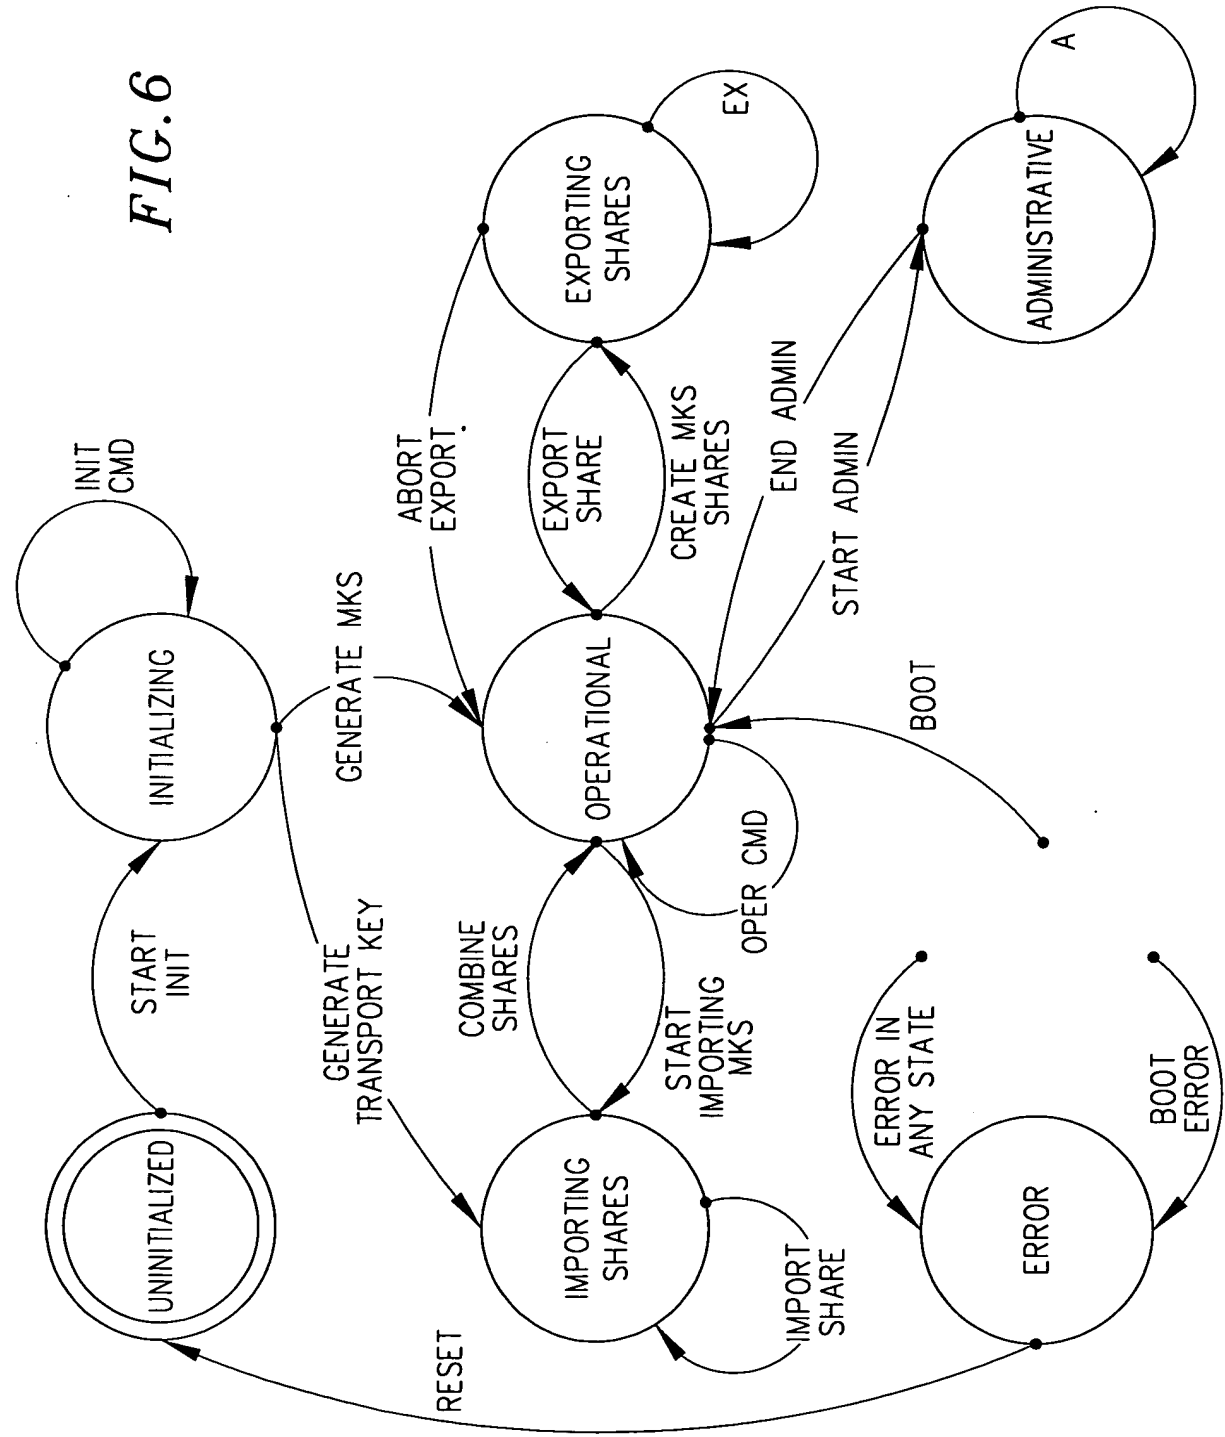 FIG. 6
UNINITIALIZED
START
INIT
INITIALIZING
INIT
CMD
GENERATE
TRANSPORT KEY
GENERATE MKS
RESET
IMPORTING
SHARES
IMPORT
SHARE
COMBINE
SHARES
START
IMPORTING
MKS
OPERATIONAL
OPER CMD
ABORT
EXPORT
EXPORT
SHARE
CREATE MKS
SHARES
EXPORTING
SHARES
EX
END ADMIN
START ADMIN
ADMINISTRATIVE
A
BOOT
ERROR IN
ANY STATE
BOOT
ERROR
ERROR